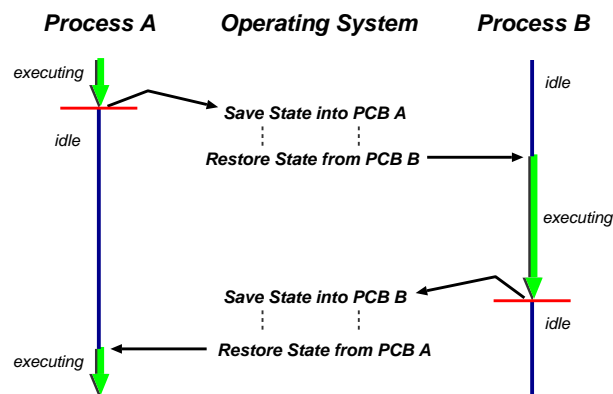 Process A Operating System Process B
executing
idle
Save State into PCB A
idle
Restore State from PCB B
executing
Save State into PCB B
idle
Restore State from PCB A
executing